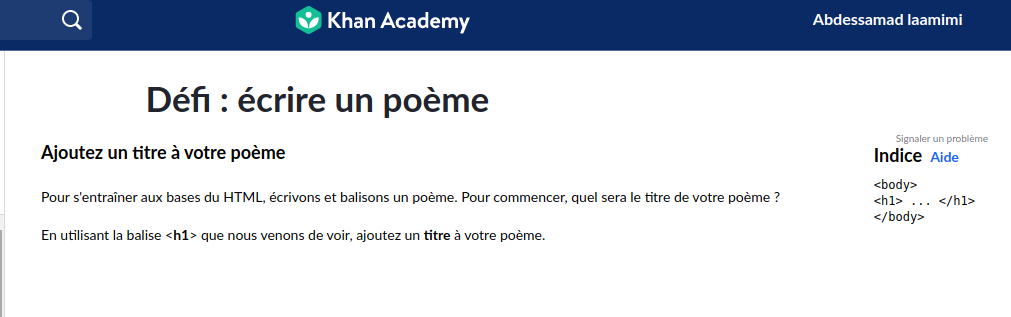 Khan Academy
Abdessamad laamimi
Défi : écrire un poème
Signaler un problème
Ajoutez un titre à votre poème
Indice Aide
Pour s'entraîner aux bases du HTML, écrivons et balisons un poème. Pour commencer, quel sera le titre de votre poème ?
En utilisant la balise <h1> que nous venons de voir, ajoutez un titre à votre poème.
<body>
<h1> ... </h1>
</body>